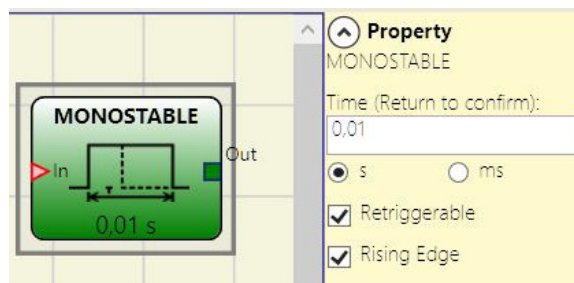 MONOSTABLE
In
Out
T
0,01 s
Property
MONOSTABLE
Time (Return to confirm):
0,01
s
ms
Retriggerable
Rising Edge